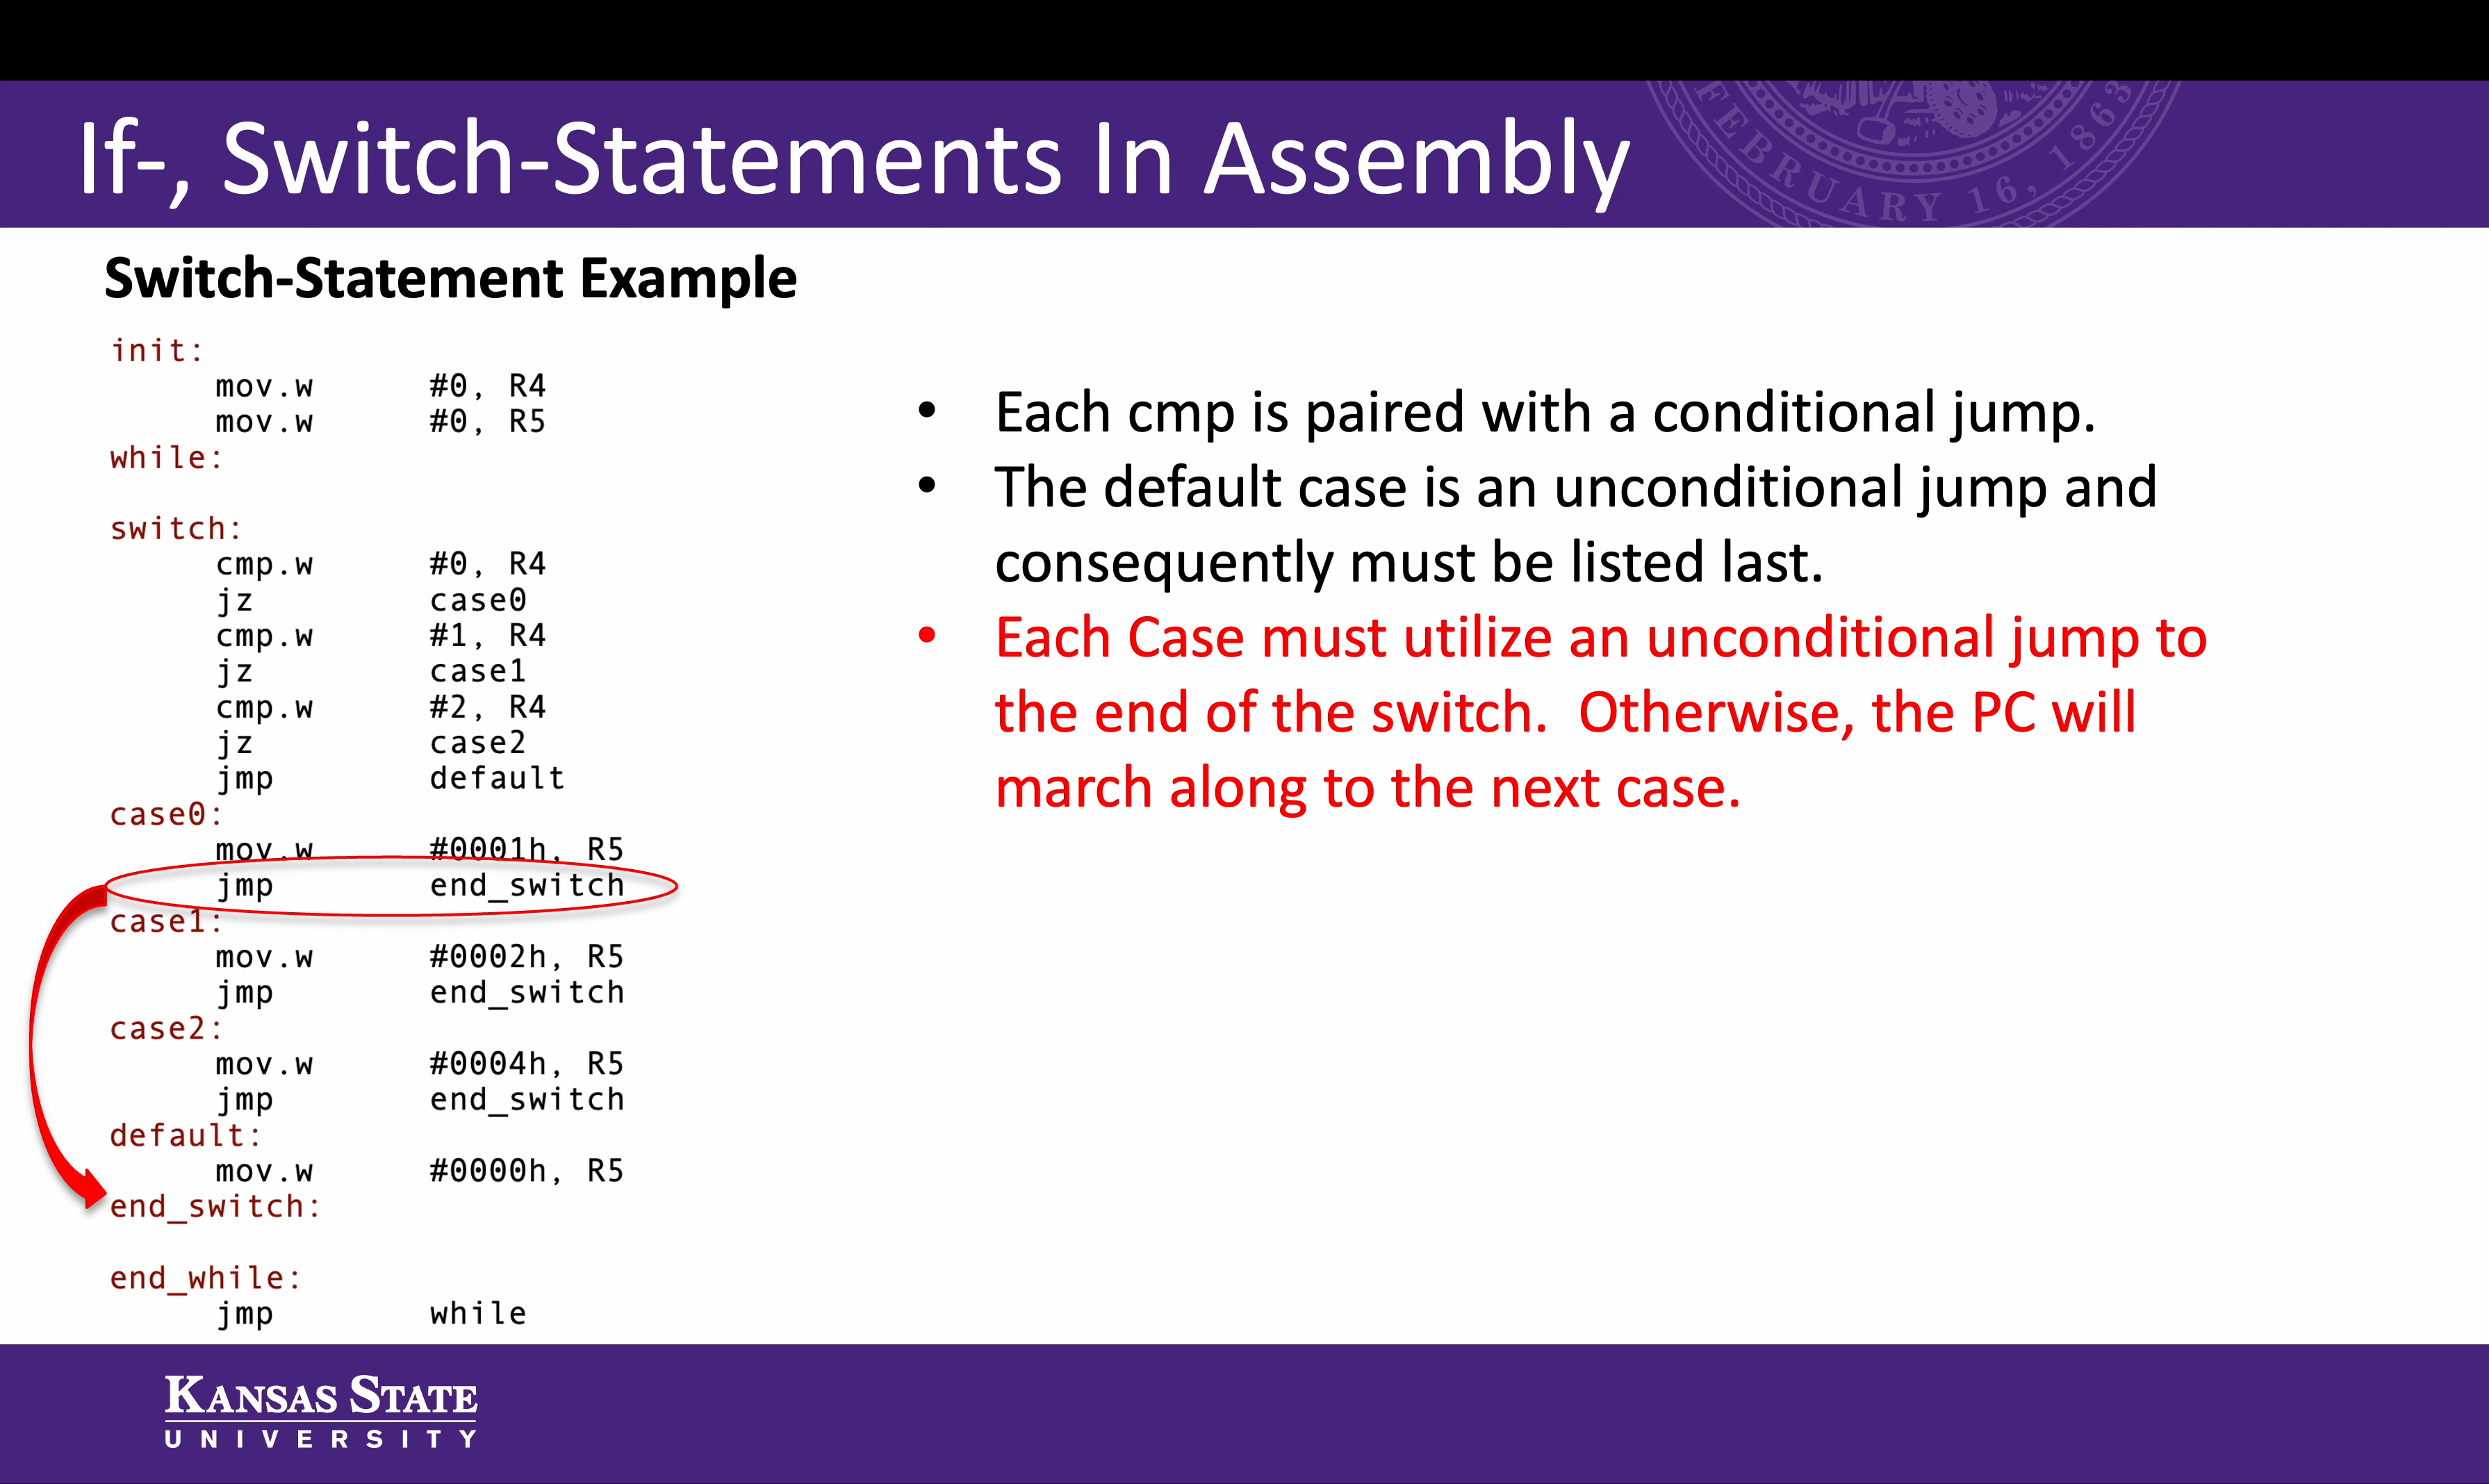 FEBRUARY 16, 1863
If-, Switch-Statements In Assembly
Switch-Statement Example
init:
mov.w #0, R4
mov.w #0, R5
while:
switch:
cmp.w #0, R4
jz case0
cmp.w #1, R4
jz case1
cmp.w #2, R4
jz case2
jmp default
case0:
mov.w #0001h, R5
jmp end_switch
case1:
mov.w #0002h, R5
jmp end_switch
case2:
mov.w #0004h, R5
jmp end_switch
default:
mov.w #0000h, R5
end_switch:
end_while:
jmp while
• Each cmp is paired with a conditional jump.
• The default case is an unconditional jump and
consequently must be listed last.
• Each Case must utilize an unconditional jump to
the end of the switch.  Otherwise, the PC will
march along to the next case.
KANSAS STATE
UNIVERSITY